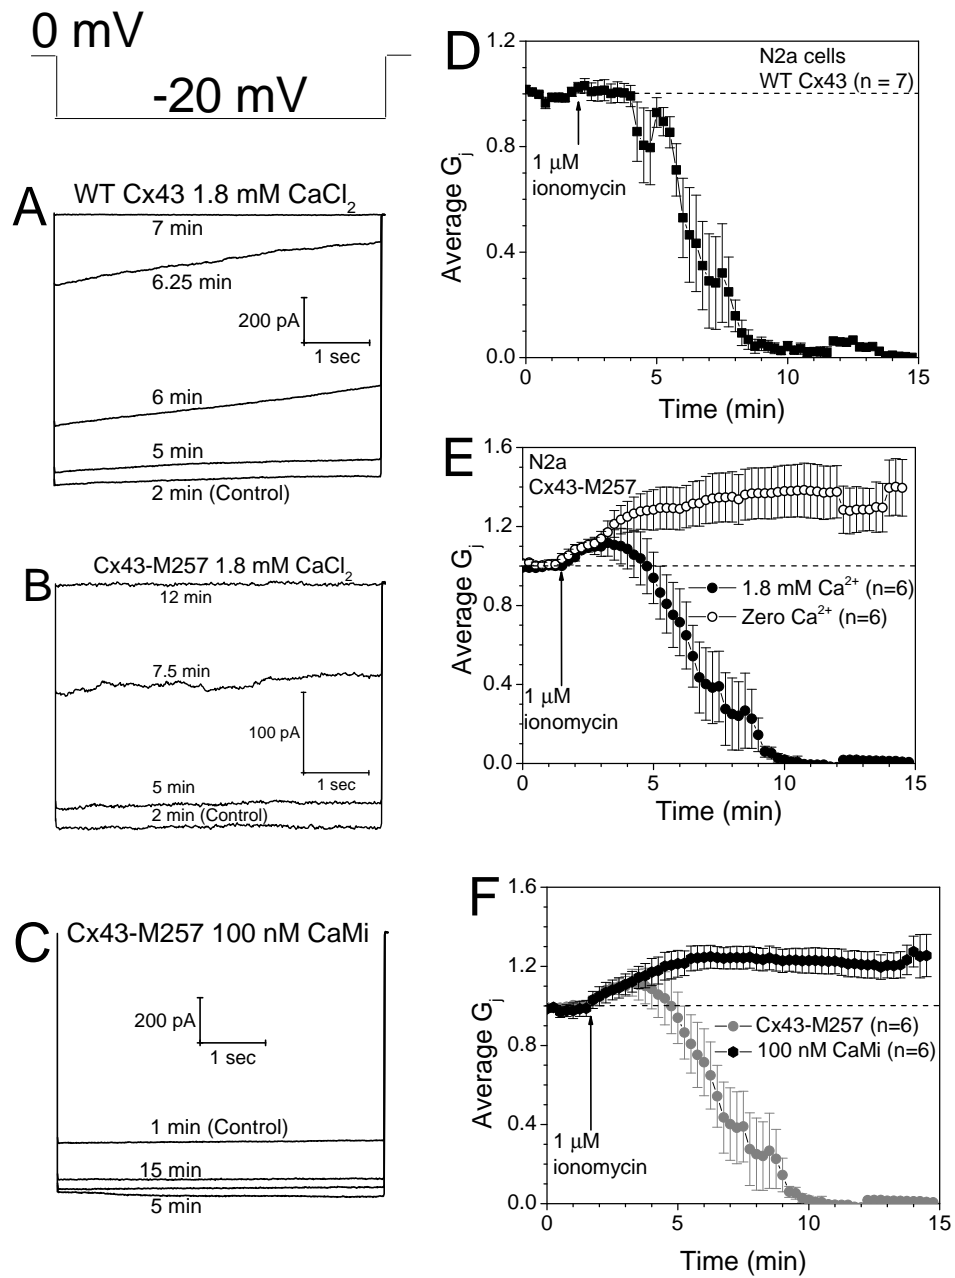 0 mV
-20 mV
A
WT Cx43 1.8 mM CaCl2
7 min
6.25 min
200 pA
1 sec
6 min
5 min
2 min (Control)
B
Cx43-M257 1.8 mM CaCl2
12 min
7.5 min
100 pA
1 sec
5 min
2 min (Control)
C
Cx43-M257 100 nM CaMi
200 pA
1 sec
1 min (Control)
15 min
5 min
D
1.2
0.8
0.4
0.0
Average Gj
N2a cells
WT Cx43 (n = 7)
1 μM
ionomycin
0 5 10 15
Time (min)
E
1.6
1.2
0.8
0.4
0.0
Average Gj
N2a
Cx43-M257
1.8 mM Ca2+ (n=6)
Zero Ca2+ (n=6)
1 μM
ionomycin
0 5 10 15
Time (min)
F
1.6
1.2
0.8
0.4
0.0
Average Gj
Cx43-M257 (n=6)
100 nM CaMi (n=6)
1 μM
ionomycin
0 5 10 15
Time (min)